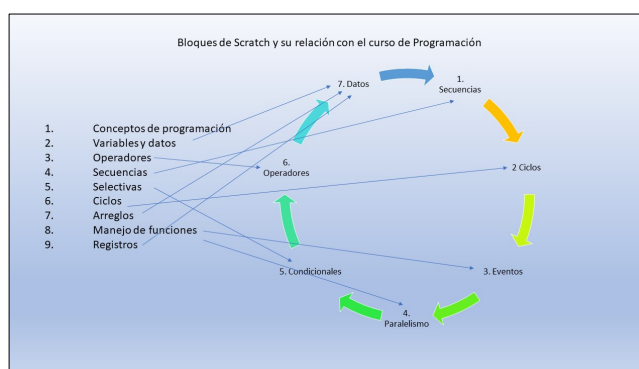 Bloques de Scratch y su relación con el curso de Programación
7. Datos
1.
Secuencias
1. Conceptos de programación
2. Variables y datos
3. Operadores
4. Secuencias
5. Selectivas
6. Ciclos
7. Arreglos
8. Manejo de funciones
9. Registros
6.
Operadores
2 Ciclos
5. Condicionales
3. Eventos
4.
Paralelismo